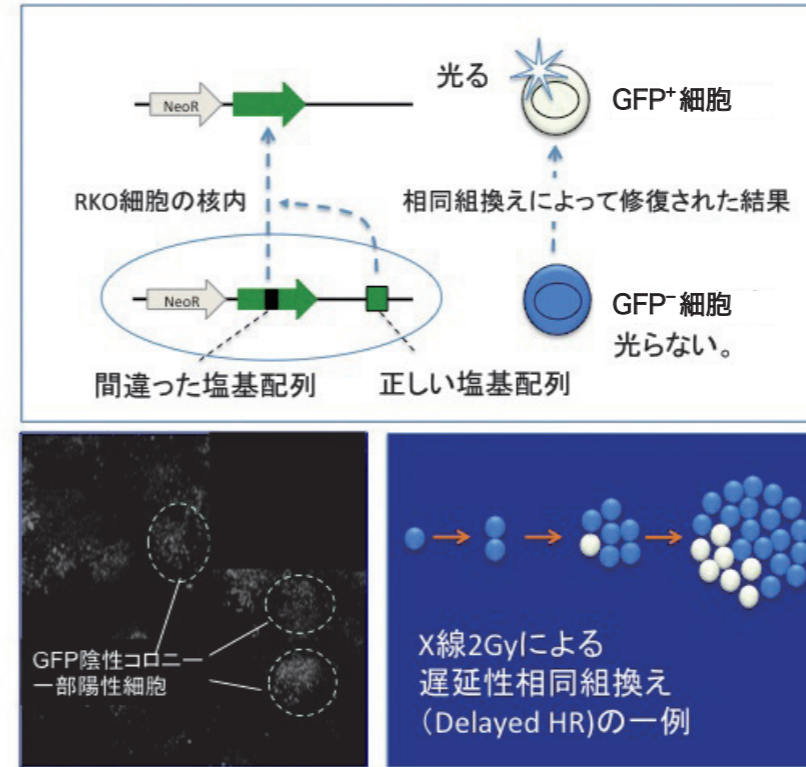 光る
GFP⁺細胞
NeoR
RKO細胞の核内
相同組換えによって修復された結果
NeoR
GFP⁻細胞
光らない。
間違った塩基配列
正しい塩基配列
GFP陰性コロニー
一部陽性細胞
X線2Gyによる
遅延性相同組換え
(Delayed HR)の一例